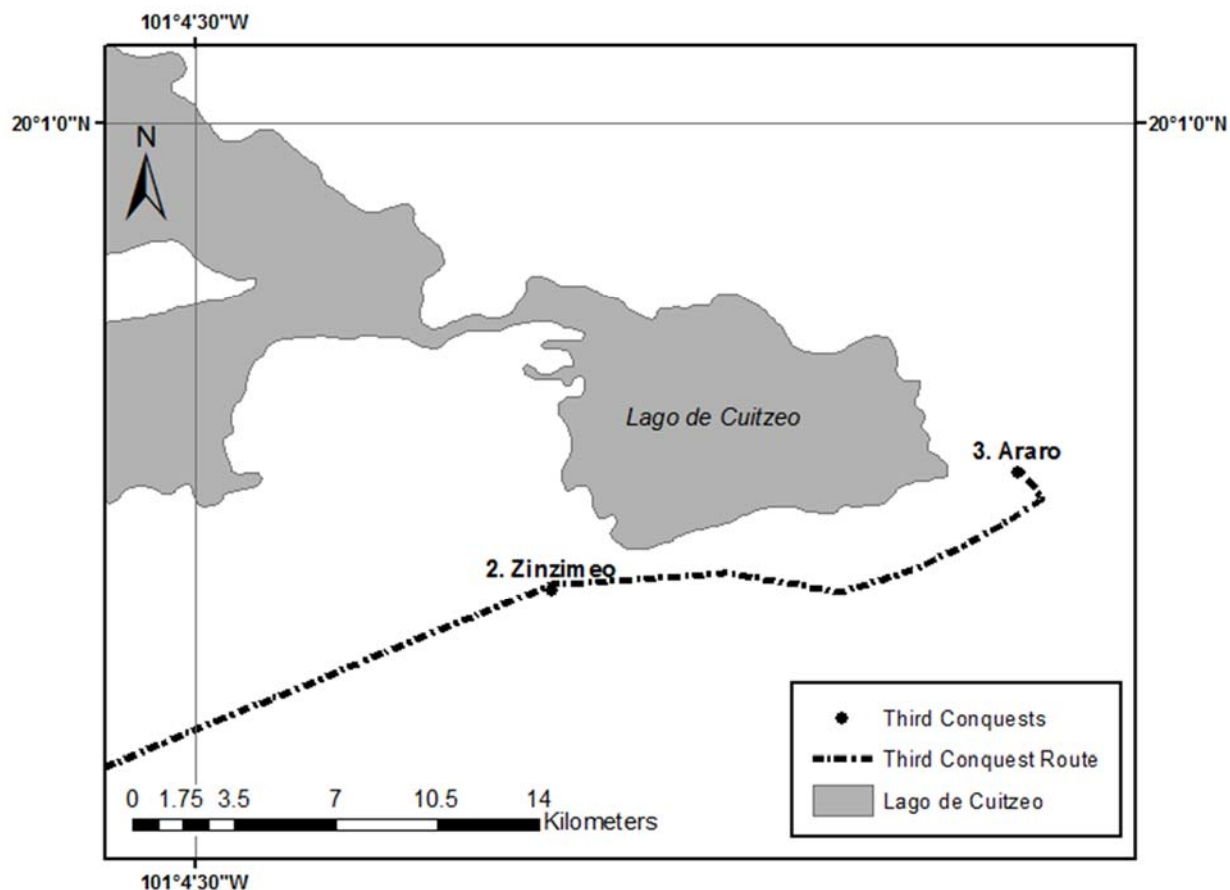 101°4'30"W
20°1'0"N
20°1'0"N
N
Lago de Cuitzeo
3. Araro
2. Zinzimeo
Third Conquests
Third Conquest Route
Lago de Cuitzeo
0 1.75 3.5 7 10.5 14
Kilometers
101°4'30"W